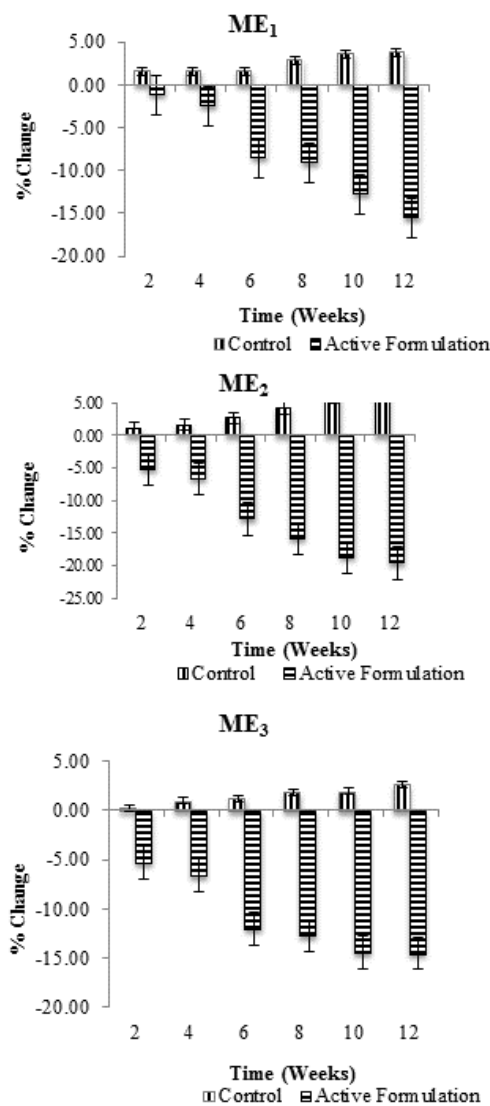 ME₁
5.00
0.00
-5.00
-10.00
-15.00
-20.00
% Change
2 4 6 8 10 12
Time (Weeks)
Control Active Formulation
ME₂
5.00
0.00
-5.00
-10.00
-15.00
-20.00
-25.00
% Change
2 4 6 8 10 12
Time (Weeks)
Control Active Formulation
ME₃
5.00
0.00
-5.00
-10.00
-15.00
-20.00
% Change
2 4 6 8 10 12
Time (Weeks)
Control Active Formulation